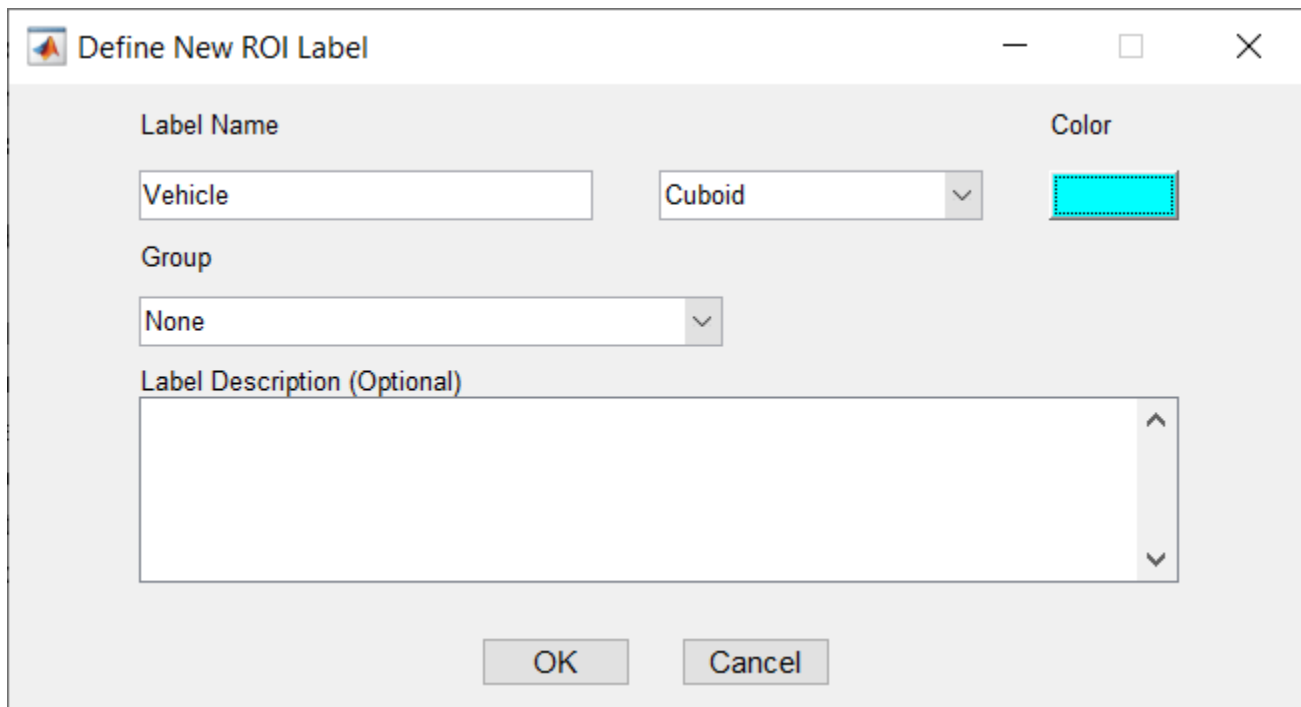 Define New ROI Label
Label Name Color
Vehicle Cuboid
Group
None
Label Description (Optional)
OK Cancel